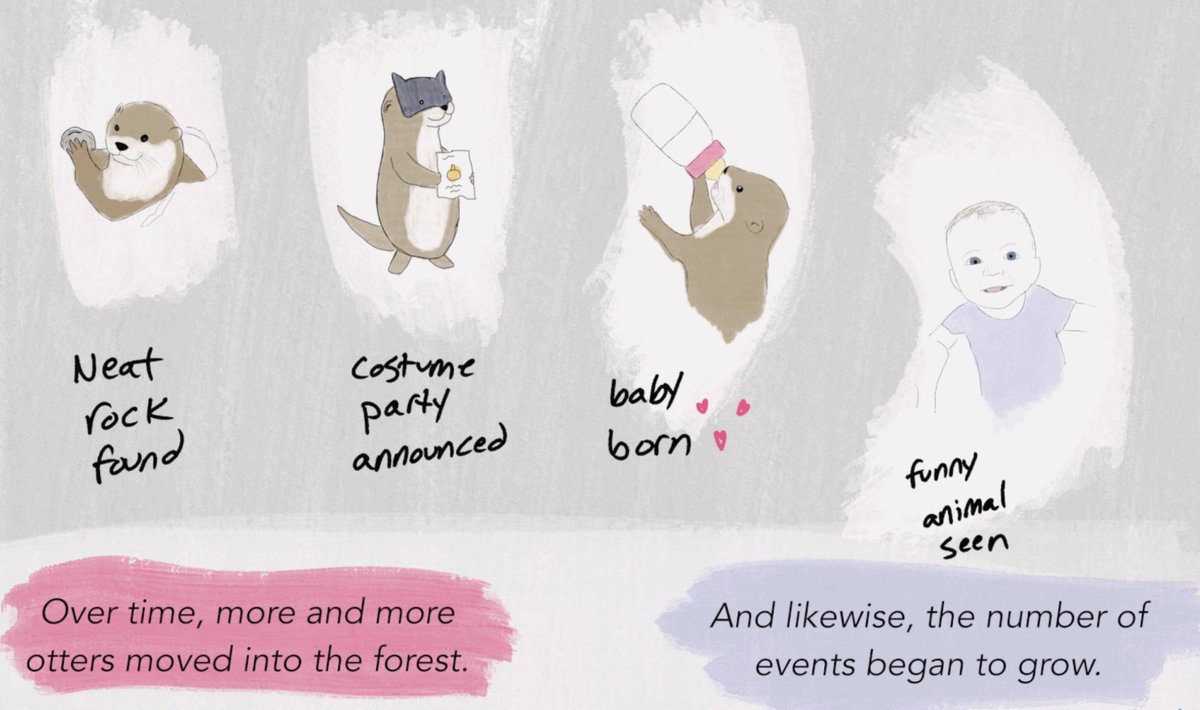 Neat
rock
found
costume
party
announced
baby
born
funny
animal
seen
Over time, more and more
otters moved into the forest.
And likewise, the number of
events began to grow.